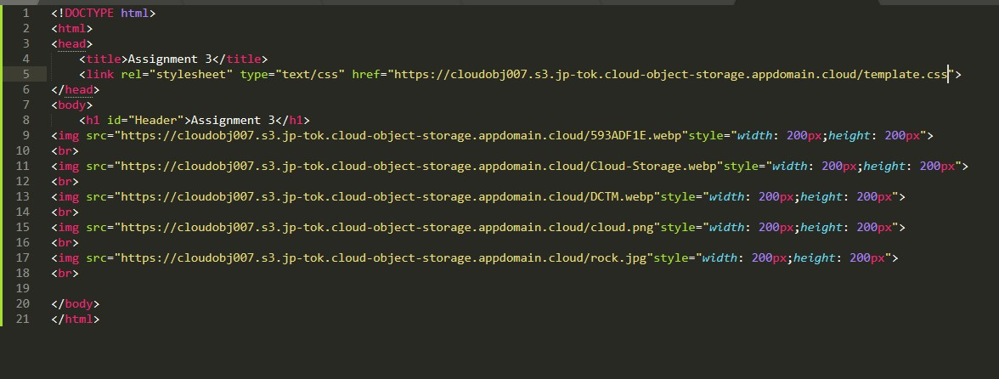 1 <!DOCTYPE html>
2 <html>
3 <head>
4     <title>Assignment 3</title>
5     <link rel="stylesheet" type="text/css" href="https://cloudobj007.s3.jp-tok.cloud-object-storage.appdomain.cloud/template.css">
6 </head>
7 <body>
8     <h1 id="Header">Assignment 3</h1>
9 <img src="https://cloudobj007.s3.jp-tok.cloud-object-storage.appdomain.cloud/593ADF1E.webp"style="width: 200px;height: 200px">
10 <br>
11 <img src="https://cloudobj007.s3.jp-tok.cloud-object-storage.appdomain.cloud/Cloud-Storage.webp"style="width: 200px;height: 200px">
12 <br>
13 <img src="https://cloudobj007.s3.jp-tok.cloud-object-storage.appdomain.cloud/DCTM.webp"style="width: 200px;height: 200px">
14 <br>
15 <img src="https://cloudobj007.s3.jp-tok.cloud-object-storage.appdomain.cloud/cloud.png"style="width: 200px;height: 200px">
16 <br>
17 <img src="https://cloudobj007.s3.jp-tok.cloud-object-storage.appdomain.cloud/rock.jpg"style="width: 200px;height: 200px">
18 <br>
19
20 </body>
21 </html>